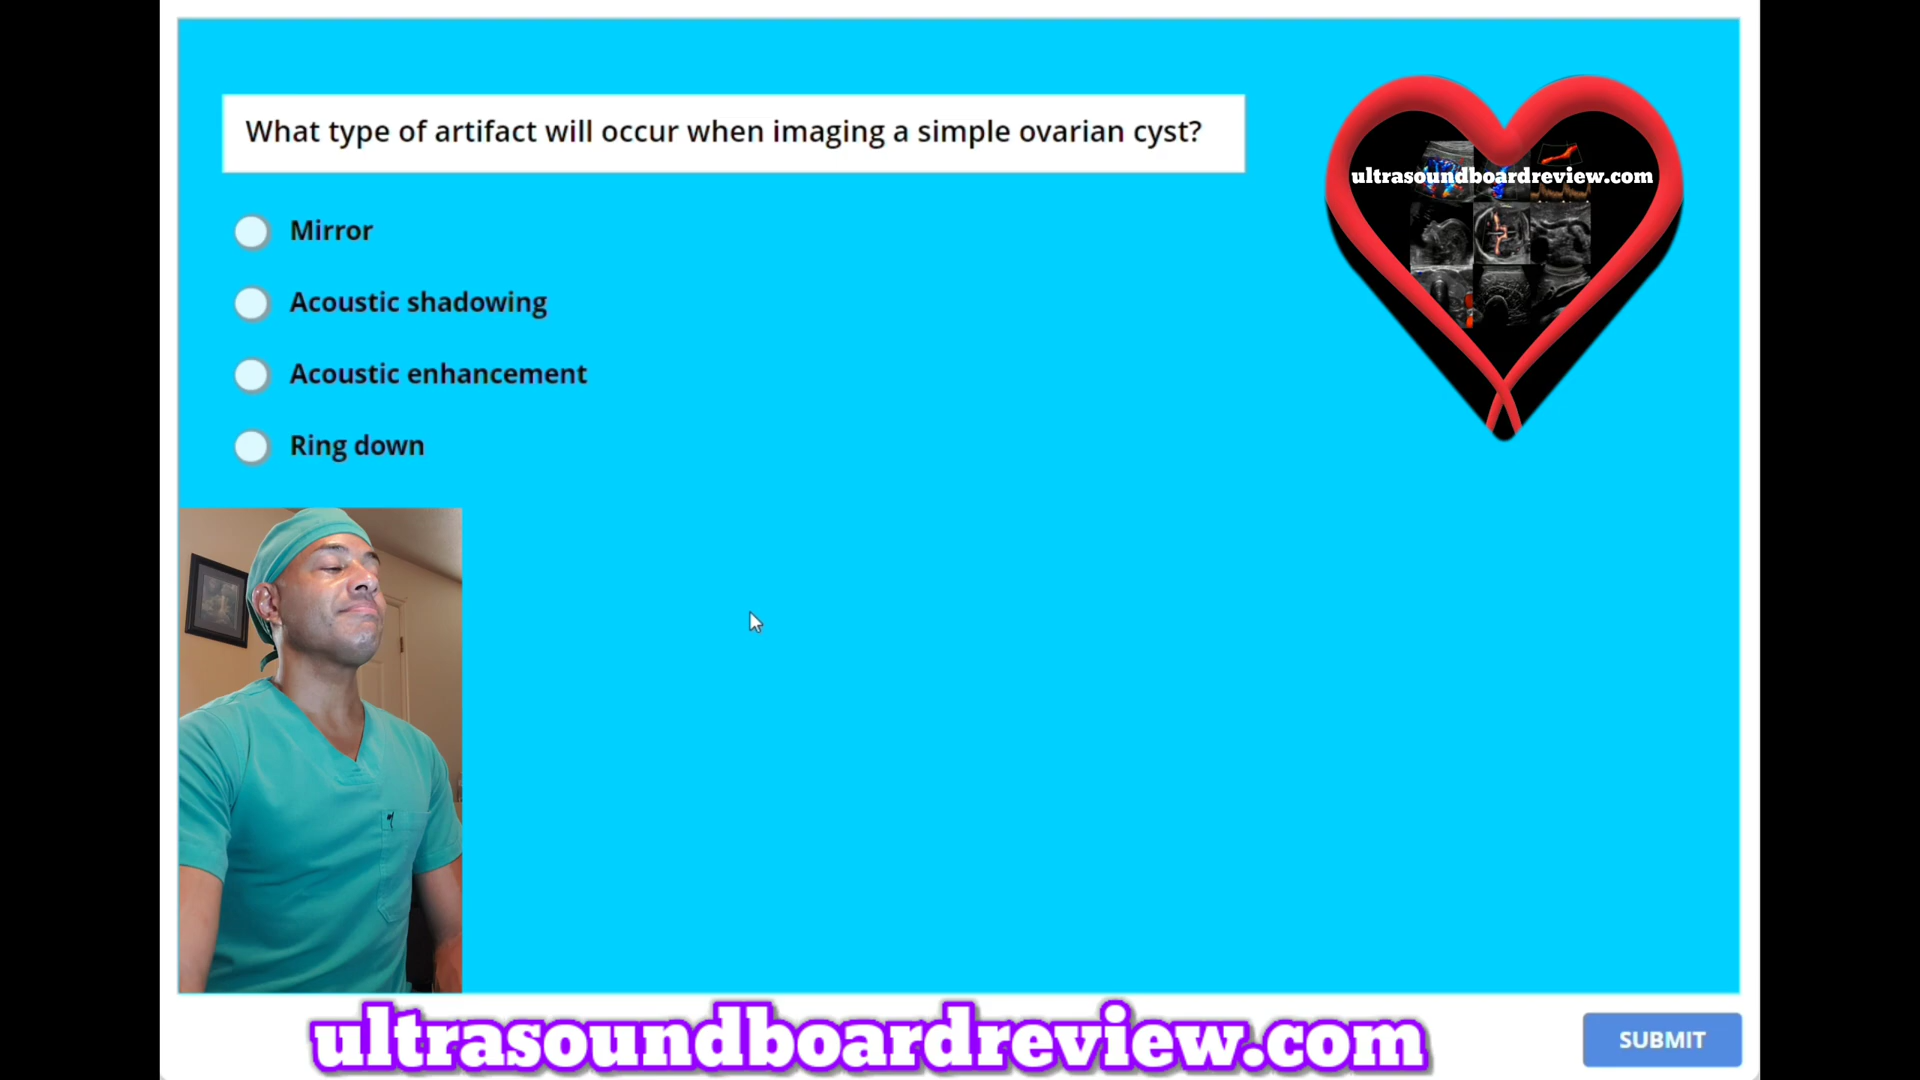 What type of artifact will occur when imaging a simple ovarian cyst?
ultrasoundboardreview.com
Mirror
Acoustic shadowing
Acoustic enhancement
Ring down
ultrasoundboardreview.com
SUBMIT